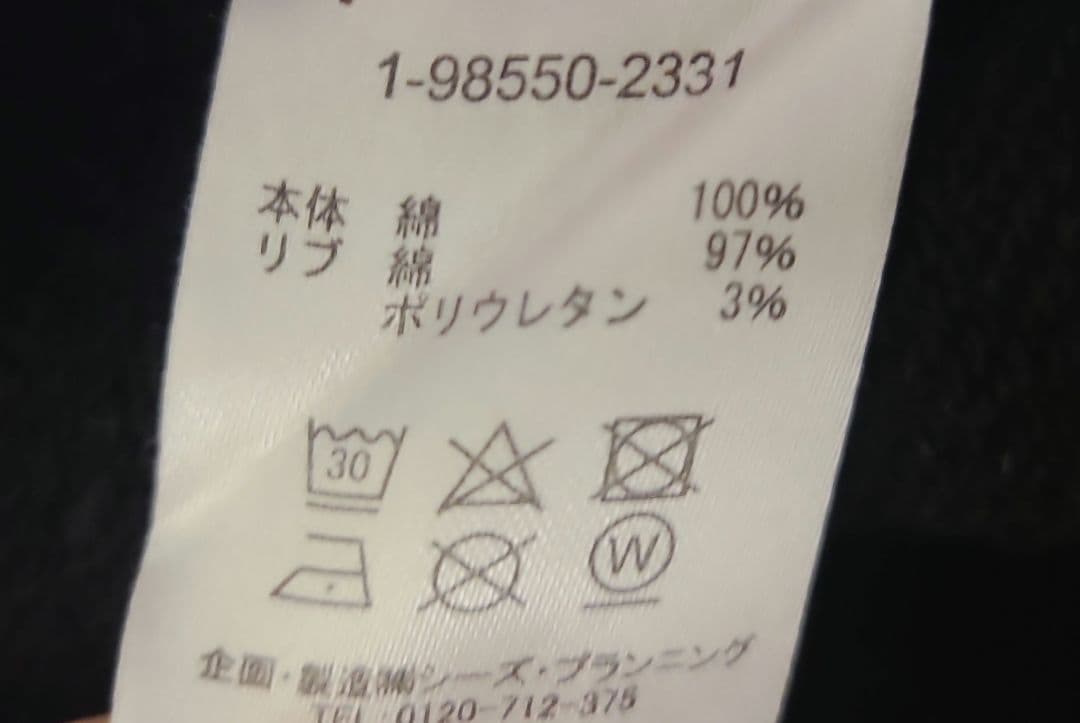 1-98550-2331
本体 綿 100%
リブ 綿 97%
ポリウレタン 3%
30
W
企画・製造㈱シーズ・プランニング
TEL 0120-712-375